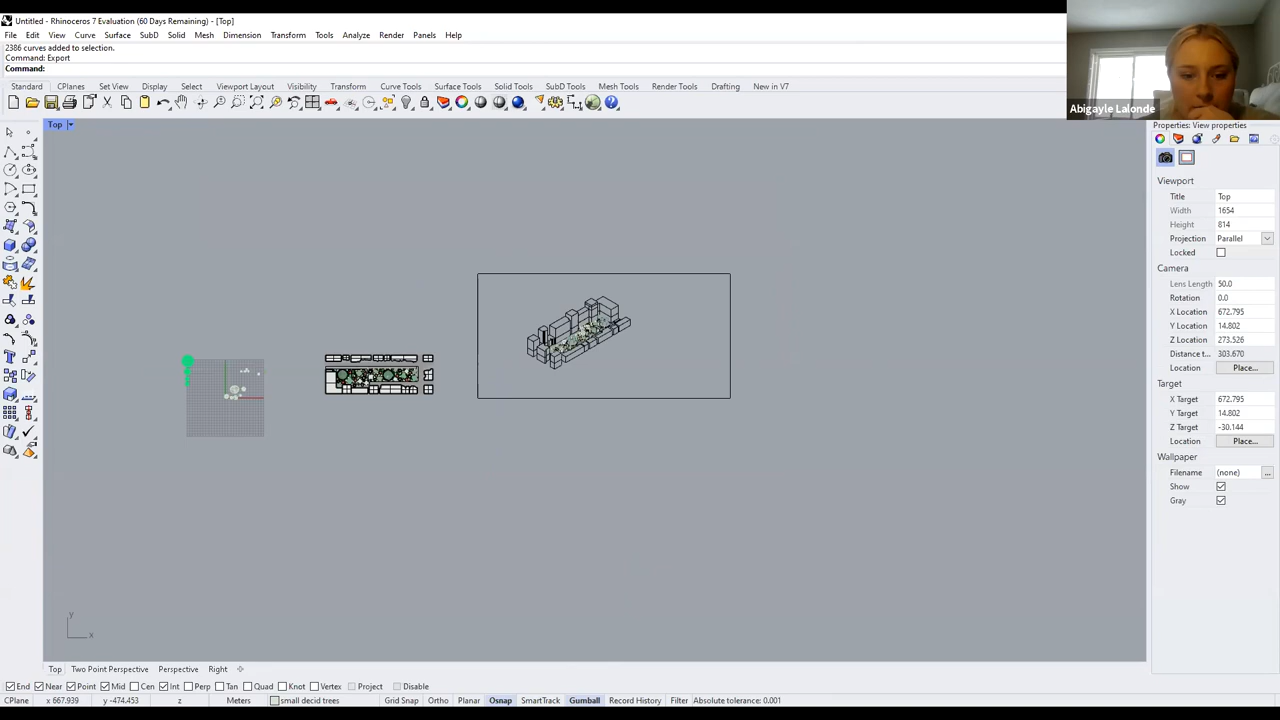 Untitled - Rhinoceros 7 Evaluation (60 Days Remaining) - [Top]
File Edit View Curve Surface SubD Solid Mesh Dimension Transform Tools Analyze Render Panels Help
2386 curves added to selection.
Command: Export
Command:
Standard CPlanes Set View Display Select Viewport Layout Visibility Transform Curve Tools Surface Tools Solid Tools SubD Tools Mesh Tools Render Tools Drafting New in V7
Abigayle Lalonde
Top
Properties: View properties
Viewport
Title Top
Width 1654
Height 814
Projection Parallel
Locked
Camera
Lens Length 50.0
Rotation 0.0
X Location 672.795
Y Location 14.802
Z Location 273.526
Distance t... 303.670
Location Place...
Target
X Target 672.795
Y Target 14.802
Z Target -30.144
Location Place...
Wallpaper
Filename (none) ...
Show
Gray
y
x
Top Two Point Perspective Perspective Right
End Near Point Mid Cen Int Perp Tan Quad Knot Vertex Project Disable
CPlane x 667.939 y -474.453 z Meters small decid trees Grid Snap Ortho Planar Osnap SmartTrack Gumball Record History Filter Absolute tolerance: 0.001